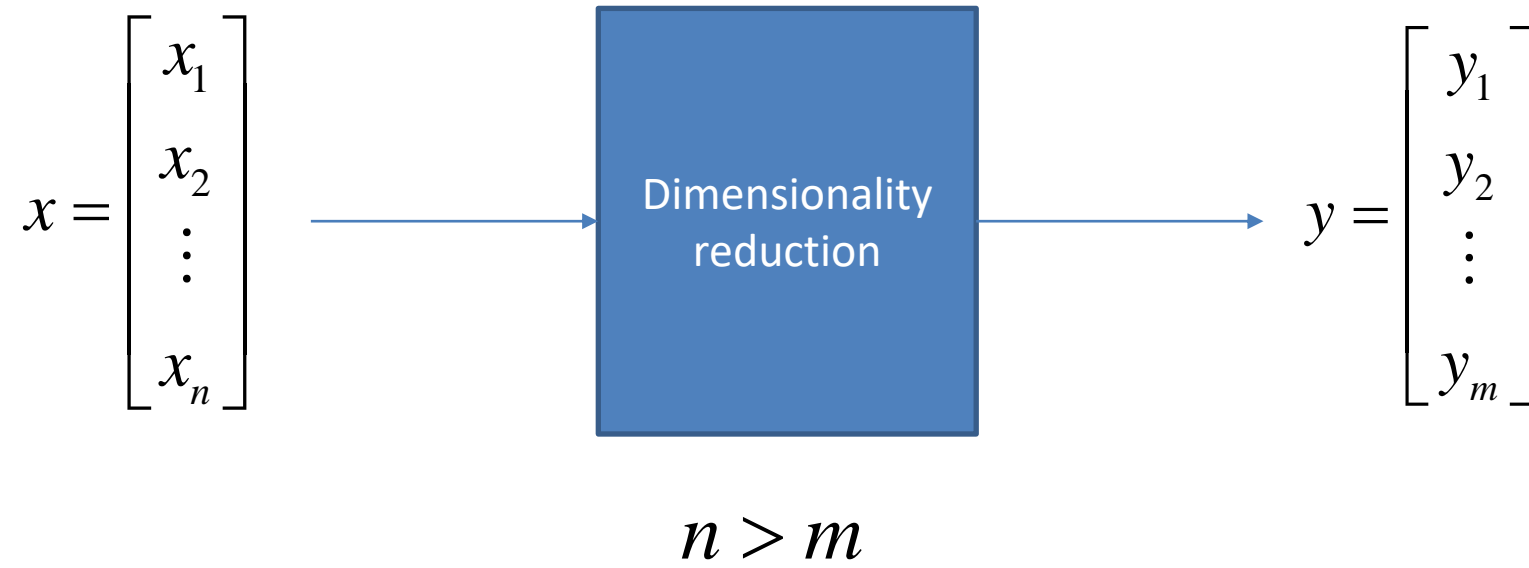 x = [x₁
x₂
⋮
xₙ]
Dimensionality
reduction
y = [y₁
y₂
⋮
yₘ]
n > m